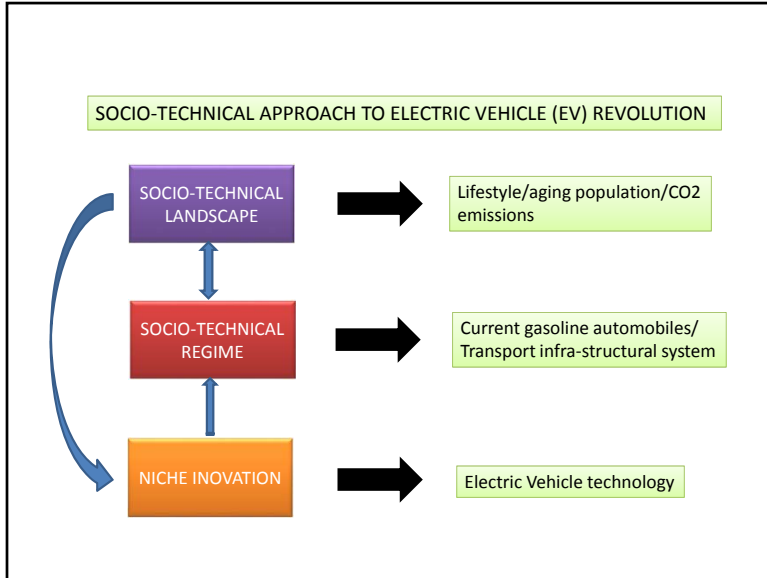 SOCIO-TECHNICAL APPROACH TO ELECTRIC VEHICLE (EV) REVOLUTION
SOCIO-TECHNICAL
LANDSCAPE
Lifestyle/aging population/CO2
emissions
SOCIO-TECHNICAL
REGIME
Current gasoline automobiles/
Transport infra-structural system
NICHE INOVATION
Electric Vehicle technology